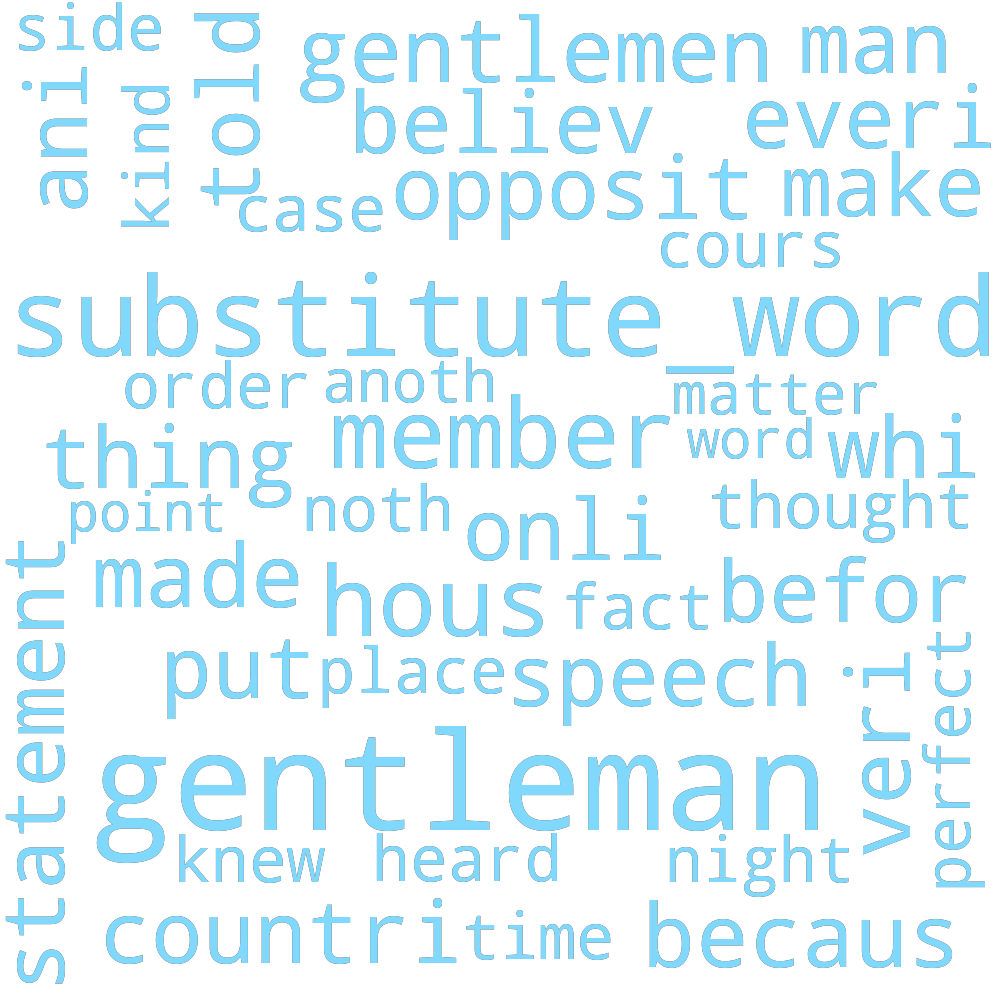 side
told
gentlemen
man
ani
kind
believ
everi
case
opposit
make
cours
substitute_word
order
anoth
matter
member
word
whi
thing
point
noth
onli
thought
statement
made
hous
fact
befor
put
place
speech
veri
perfect
gentleman
knew
heard
night
countri
time
becaus